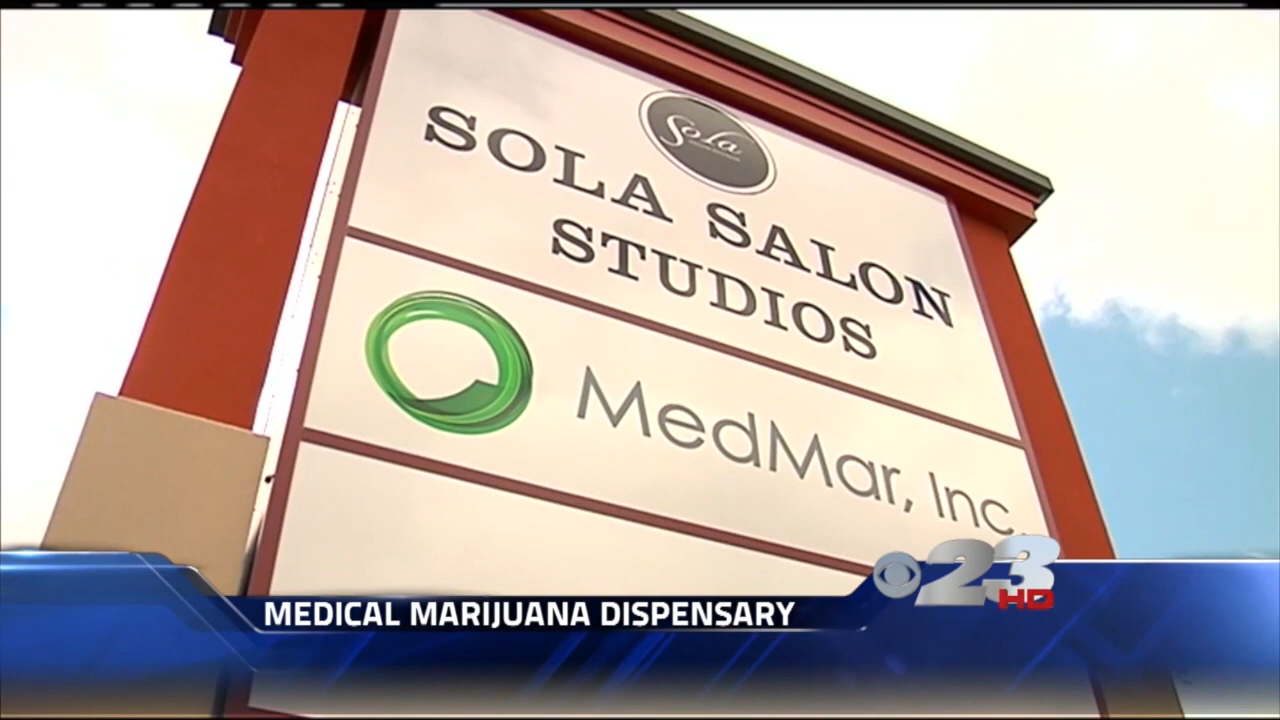 Sola
SOLA SALON
STUDIOS
MedMar, Inc.
MEDICAL MARIJUANA DISPENSARY
23
HD